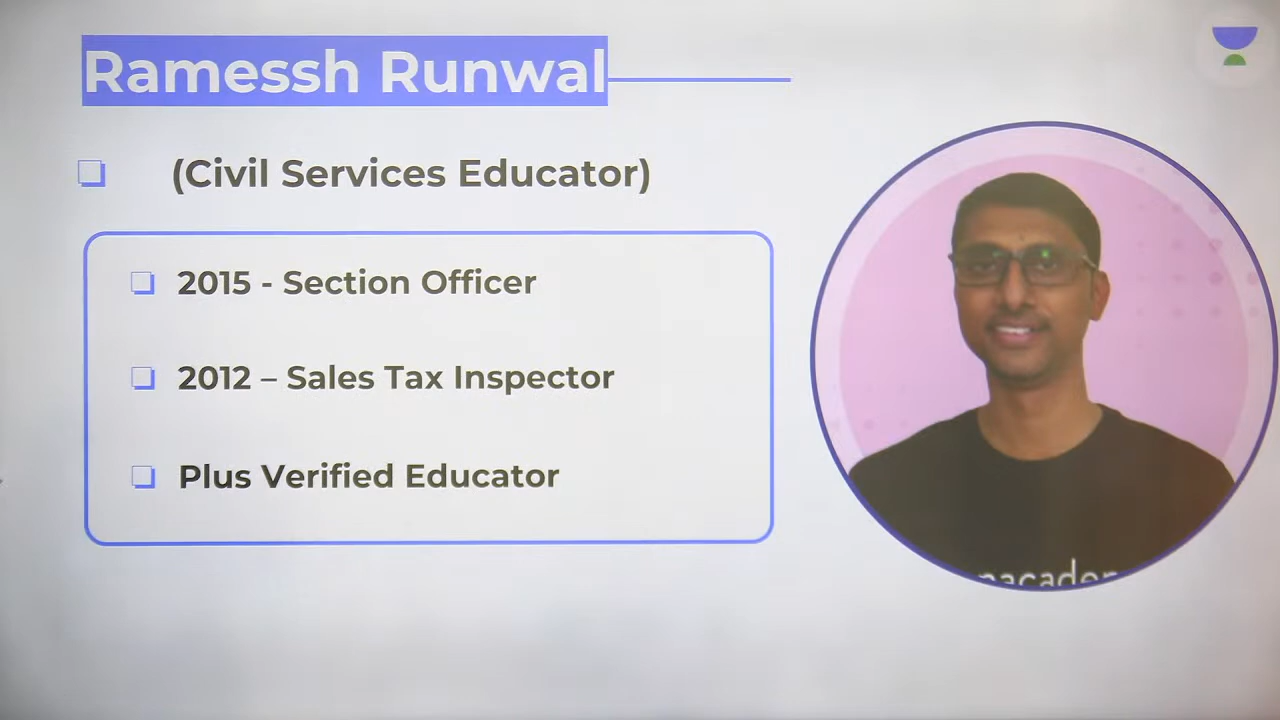 Ramessh Runwal
(Civil Services Educator)
2015 - Section Officer
2012 – Sales Tax Inspector
Plus Verified Educator